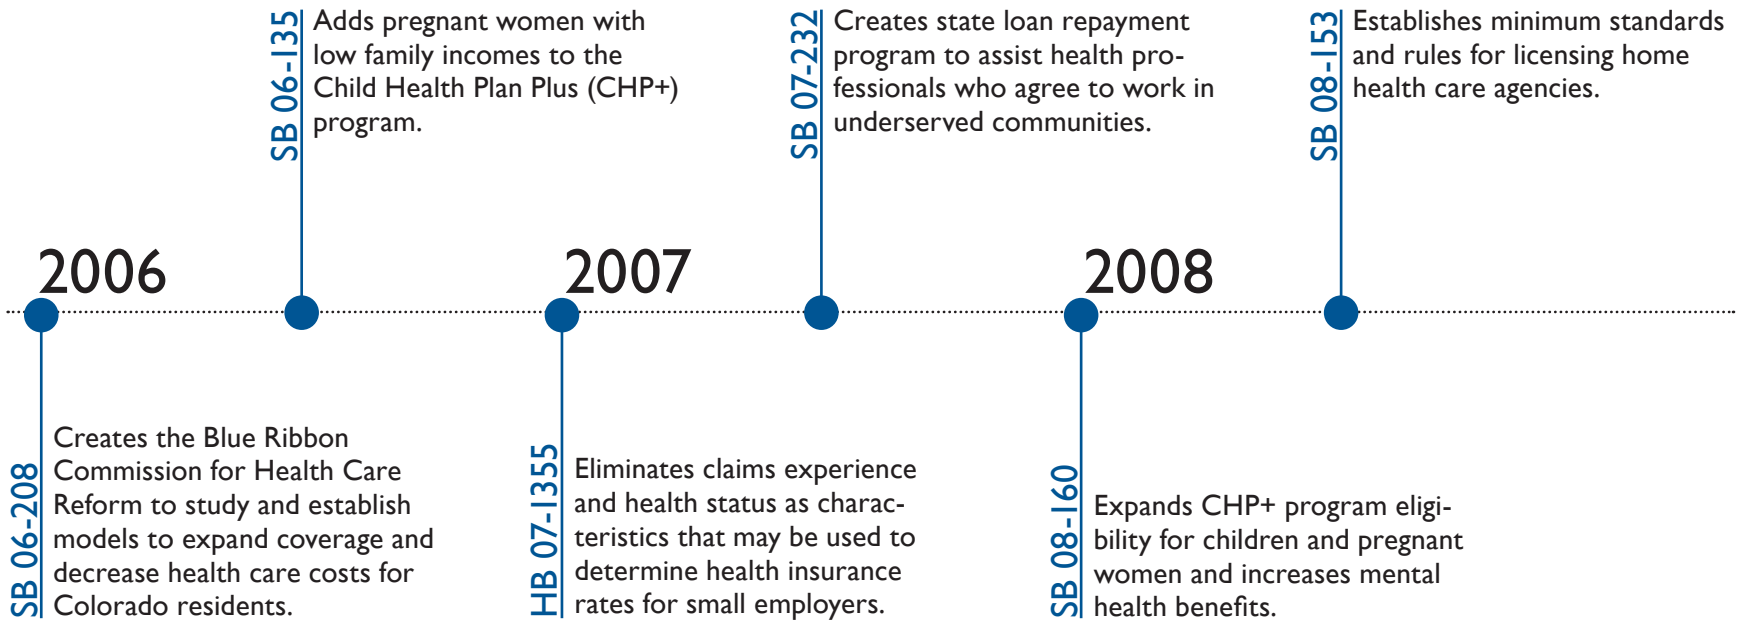 SB 06-135
Adds pregnant women with
low family incomes to the
Child Health Plan Plus (CHP+)
program.
SB 07-232
Creates state loan repayment
program to assist health pro-
fessionals who agree to work in
underserved communities.
SB 08-153
Establishes minimum standards
and rules for licensing home
health care agencies.
2006
2007
2008
SB 06-208
Creates the Blue Ribbon
Commission for Health Care
Reform to study and establish
models to expand coverage and
decrease health care costs for
Colorado residents.
HB 07-1355
Eliminates claims experience
and health status as charac-
teristics that may be used to
determine health insurance
rates for small employers.
SB 08-160
Expands CHP+ program eligi-
bility for children and pregnant
women and increases mental
health benefits.